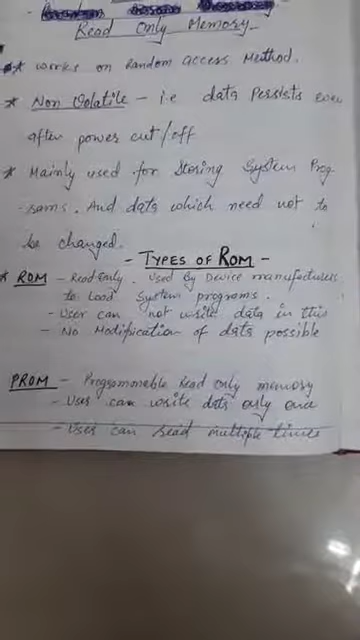 Read Only Memory
* works on Random access Method.
* Non Volatile – i.e data Persists even
after power cut/off
* Mainly used for Storing System Prog-
-rams. And data which need not to
be changed.
- TYPES OF ROM -
* ROM - Read Only. Used by Device manufacturers
to Load System programs.
- User can not write data in this
- No Modification of data possible
PROM - Programmable Read Only memory
- User can write data only once
- User can read multiple times